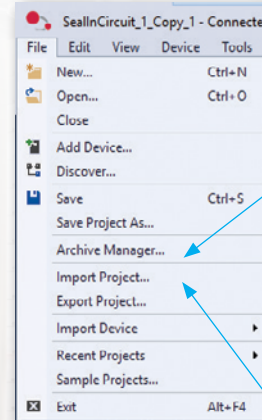 SealInCircuit_1_Copy_1 - Connecte
File Edit View Device Tools
New... Ctrl+N
Open... Ctrl+O
Close
Add Device...
Discover...
Save Ctrl+S
Save Project As...
Archive Manager...
Import Project...
Export Project...
Import Device
Recent Projects
Sample Projects...
Exit Alt+F4